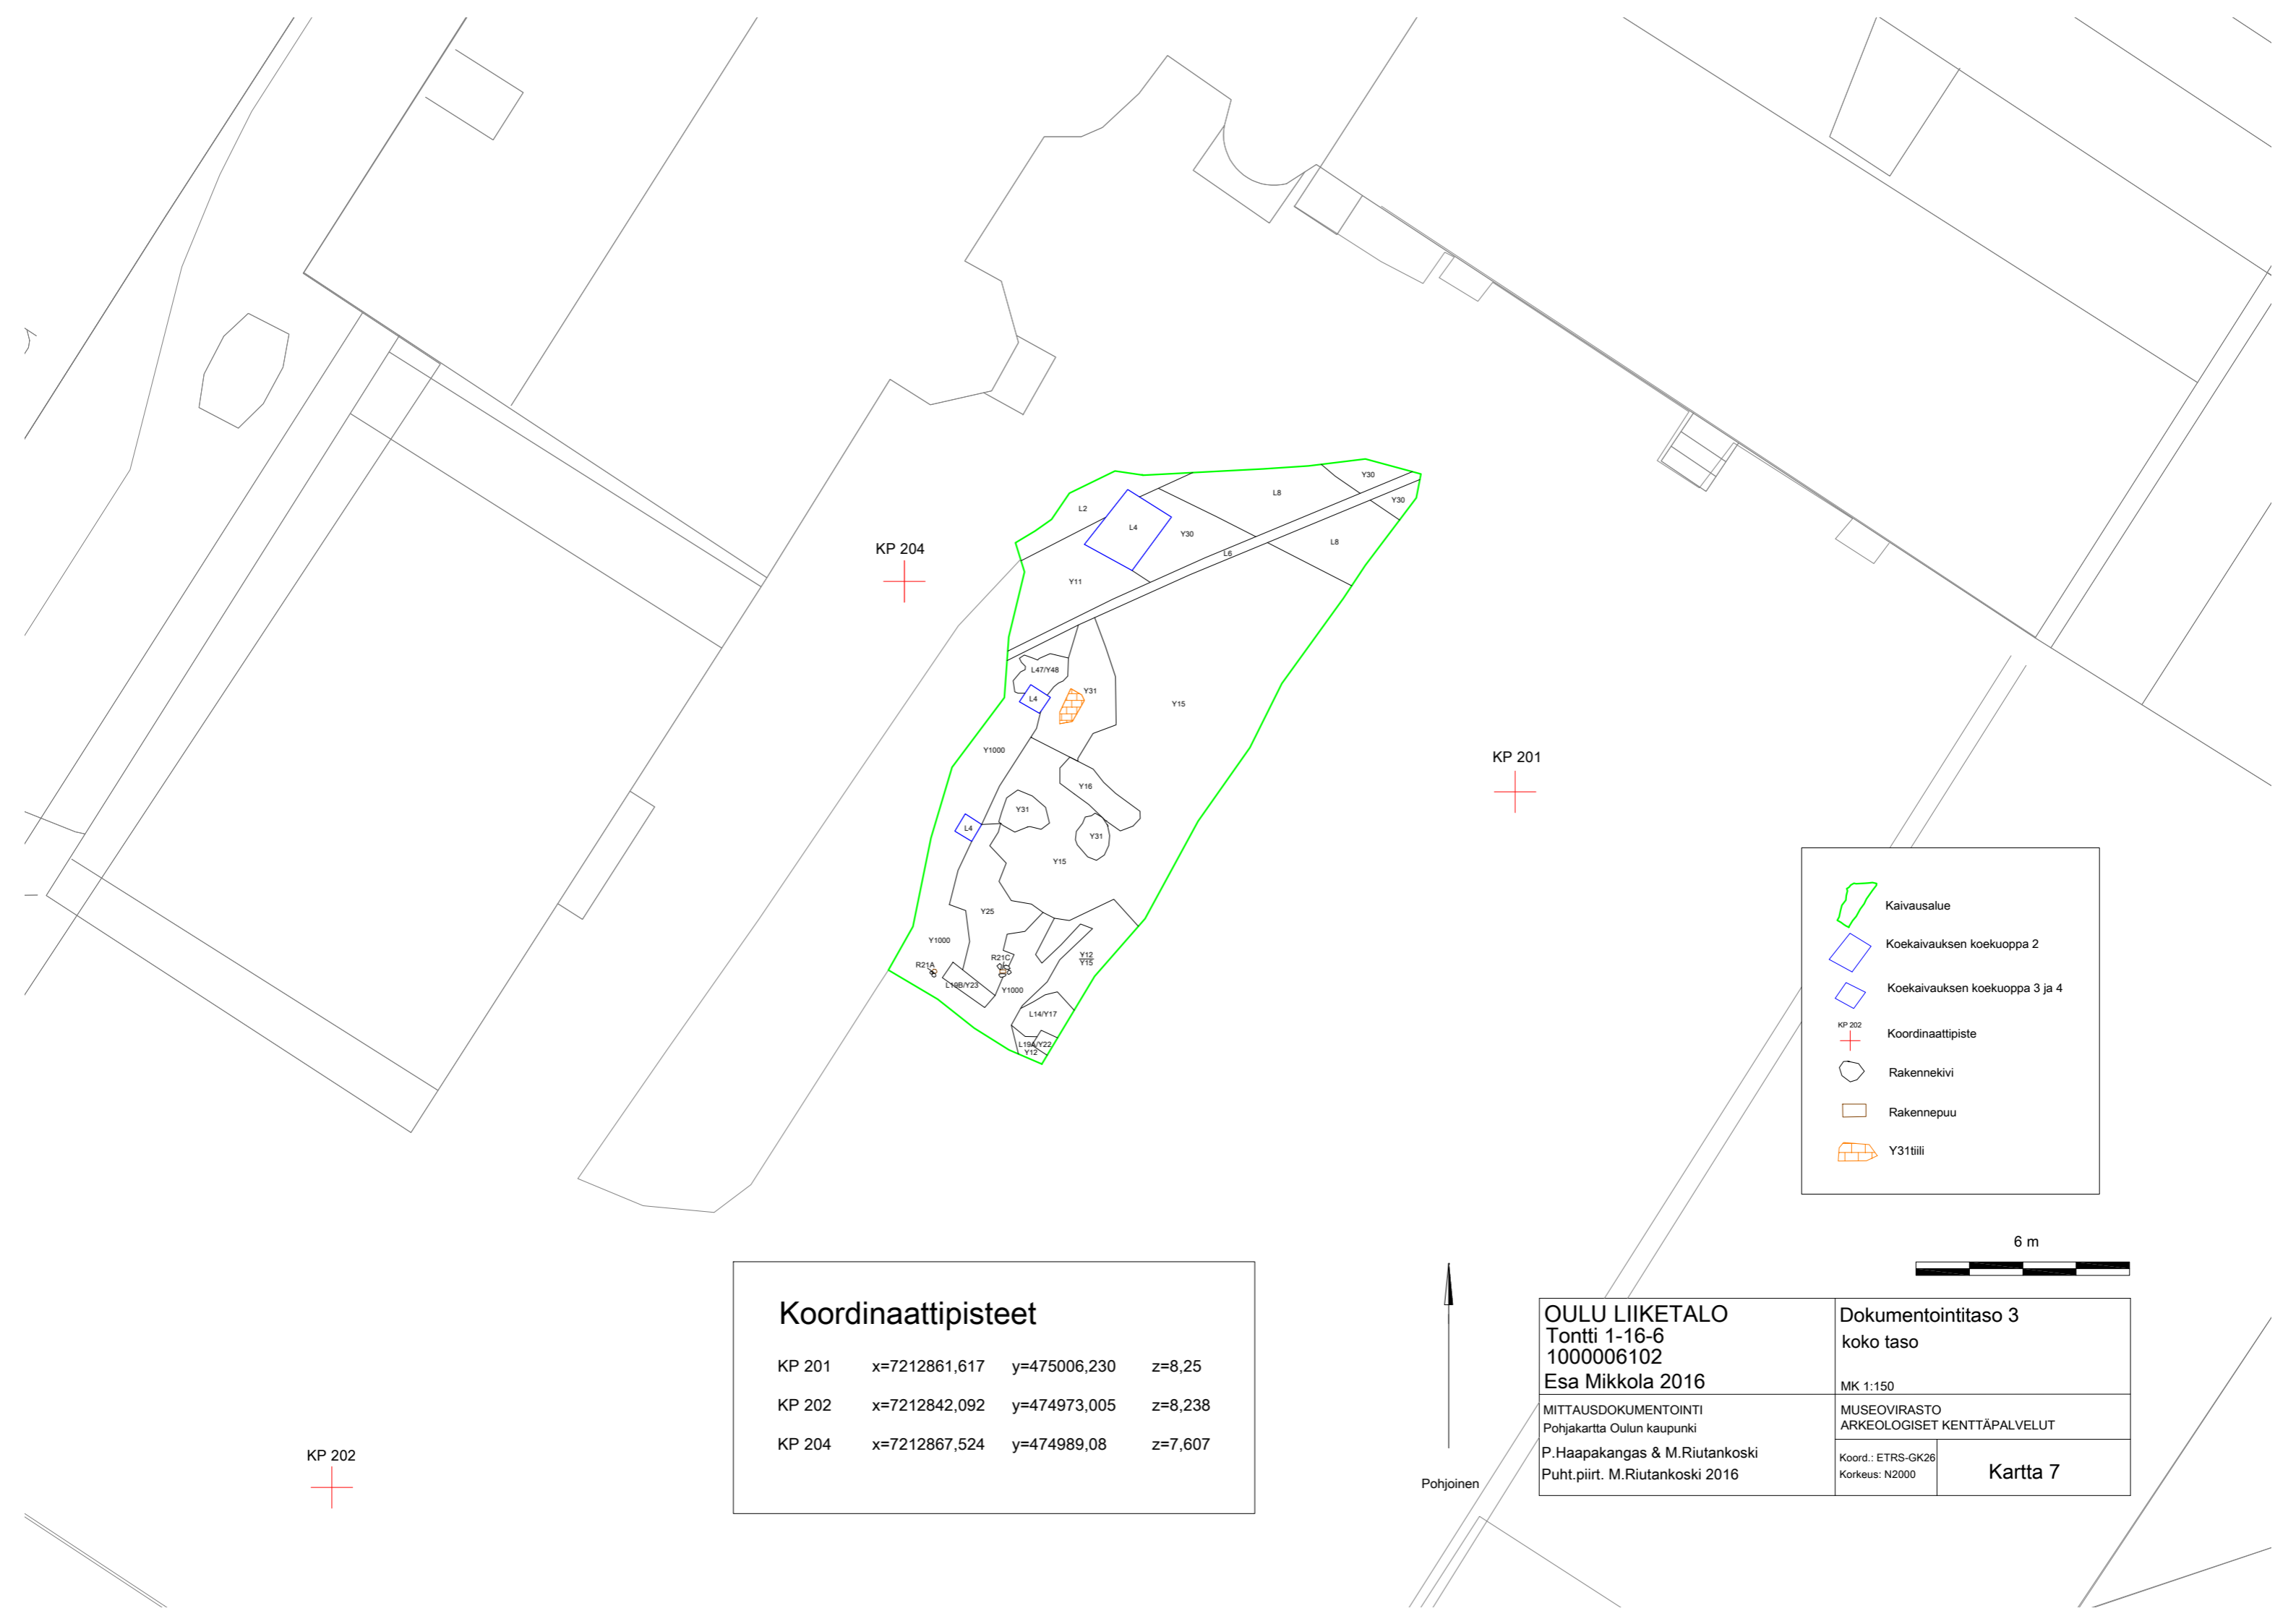 Y30
L8
Y30
L2
L4
Y30
KP 204
L8
L6
Y11
L47/Y48
Y31
L4
Y15
Y1000
KP 201
Y16
Y31
L4
Y31
Y15
Y25
Y1000
Y12
Y15
R21C
R21A
L19B/Y23
Y1000
L14/Y17
L19A/Y22
Y12
Kaivausalue
Koekaivauksen koekuoppa 2
Koekaivauksen koekuoppa 3 ja 4
KP 202
Koordinaattipiste
Rakennekivi
Rakennepuu
Y31tiili
6 m
Koordinaattipisteet
KP 201 x=7212861,617 y=475006,230 z=8,25
KP 202 x=7212842,092 y=474973,005 z=8,238
KP 204 x=7212867,524 y=474989,08 z=7,607
KP 202
Pohjoinen
OULU LIIKETALO
Tontti 1-16-6
1000006102
Esa Mikkola 2016
Dokumentointitaso 3
koko taso
MK 1:150
MITTAUSDOKUMENTOINTI
Pohjakartta Oulun kaupunki
P.Haapakangas & M.Riutankoski
Puht.piirt. M.Riutankoski 2016
MUSEOVIRASTO
ARKEOLOGISET KENTTÄPALVELUT
Koord.: ETRS-GK26
Korkeus: N2000
Kartta 7